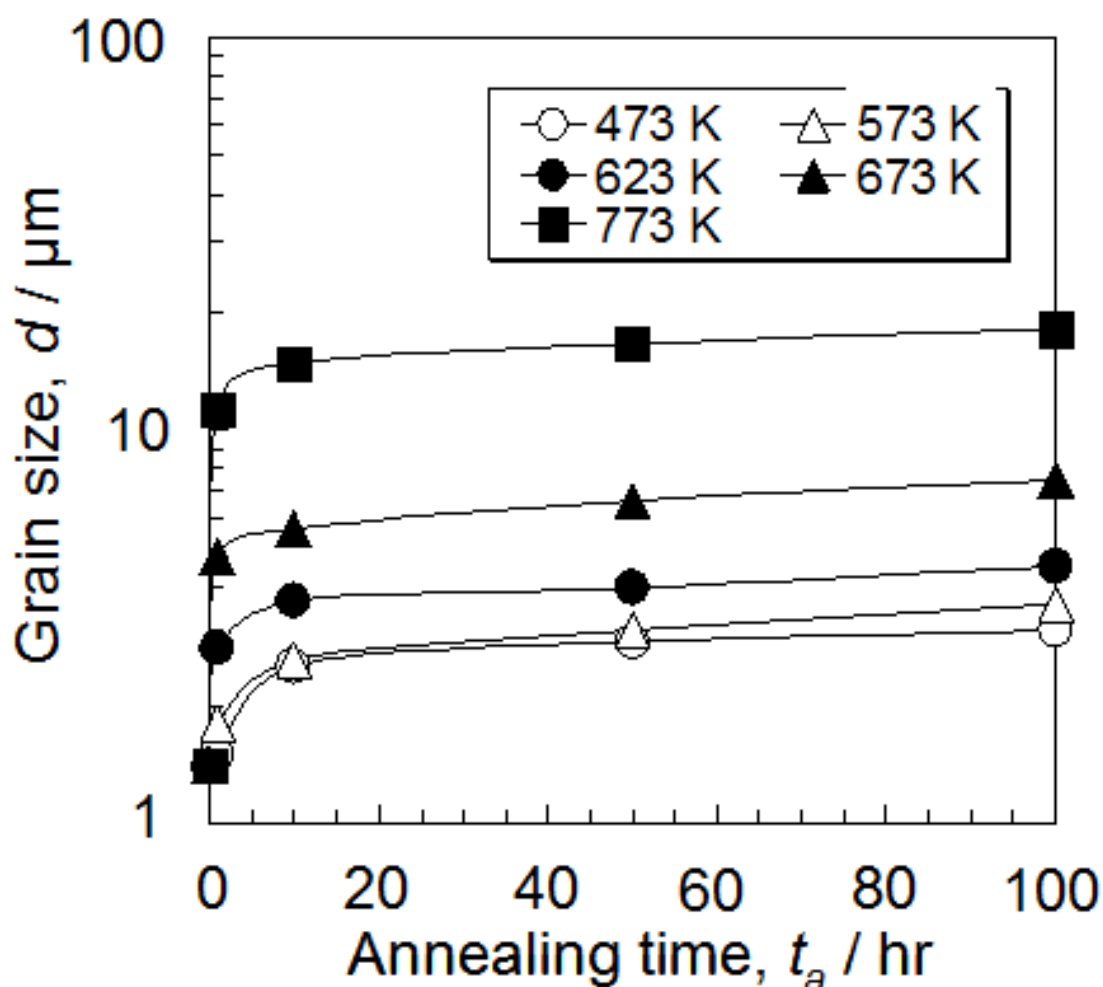 100
10
1
Grain size, d / μm
473 K
573 K
623 K
673 K
773 K
0 20 40 60 80 100
Annealing time, ta / hr